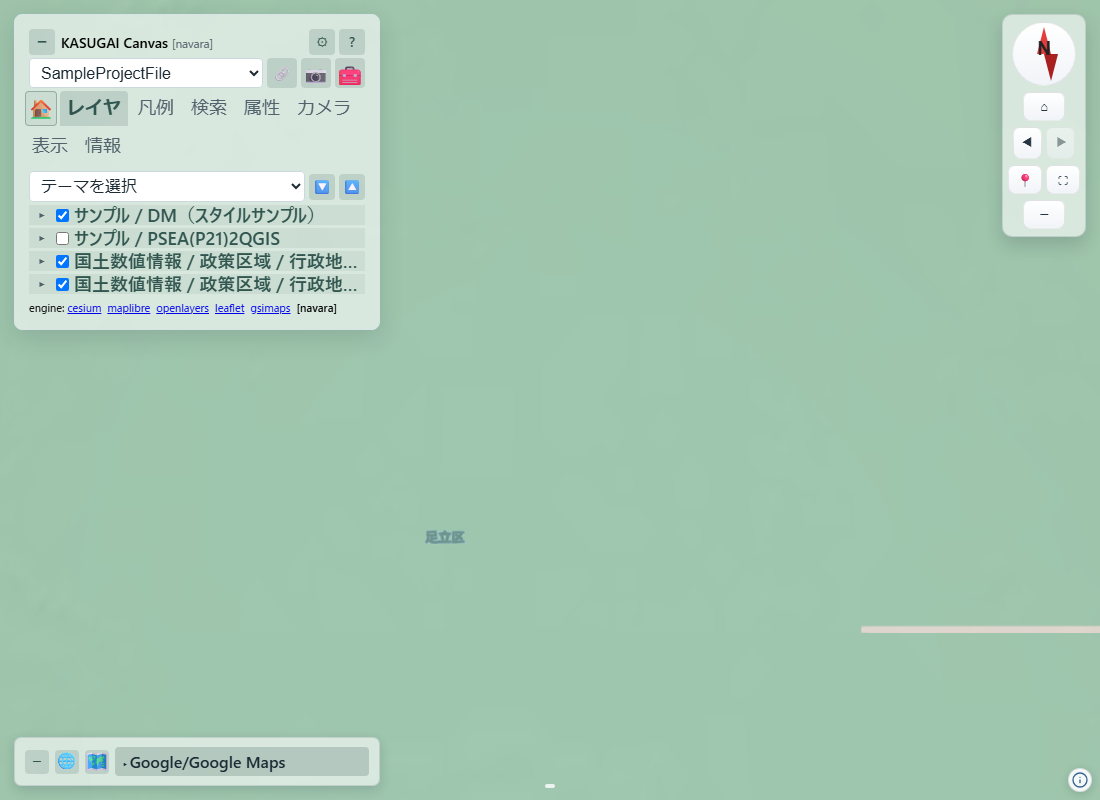 KASUGAI Canvas [navara]
?
SampleProjectFile
レイヤ 凡例 検索 属性 カメラ
表示 情報
テーマを選択
サンプル / DM（スタイルサンプル）
サンプル / PSEA(P21)2QGIS
国土数値情報 / 政策区域 / 行政地...
国土数値情報 / 政策区域 / 行政地...
engine: cesium maplibre openlayers leaflet gsimaps [navara]
N
足立区
Google/Google Maps